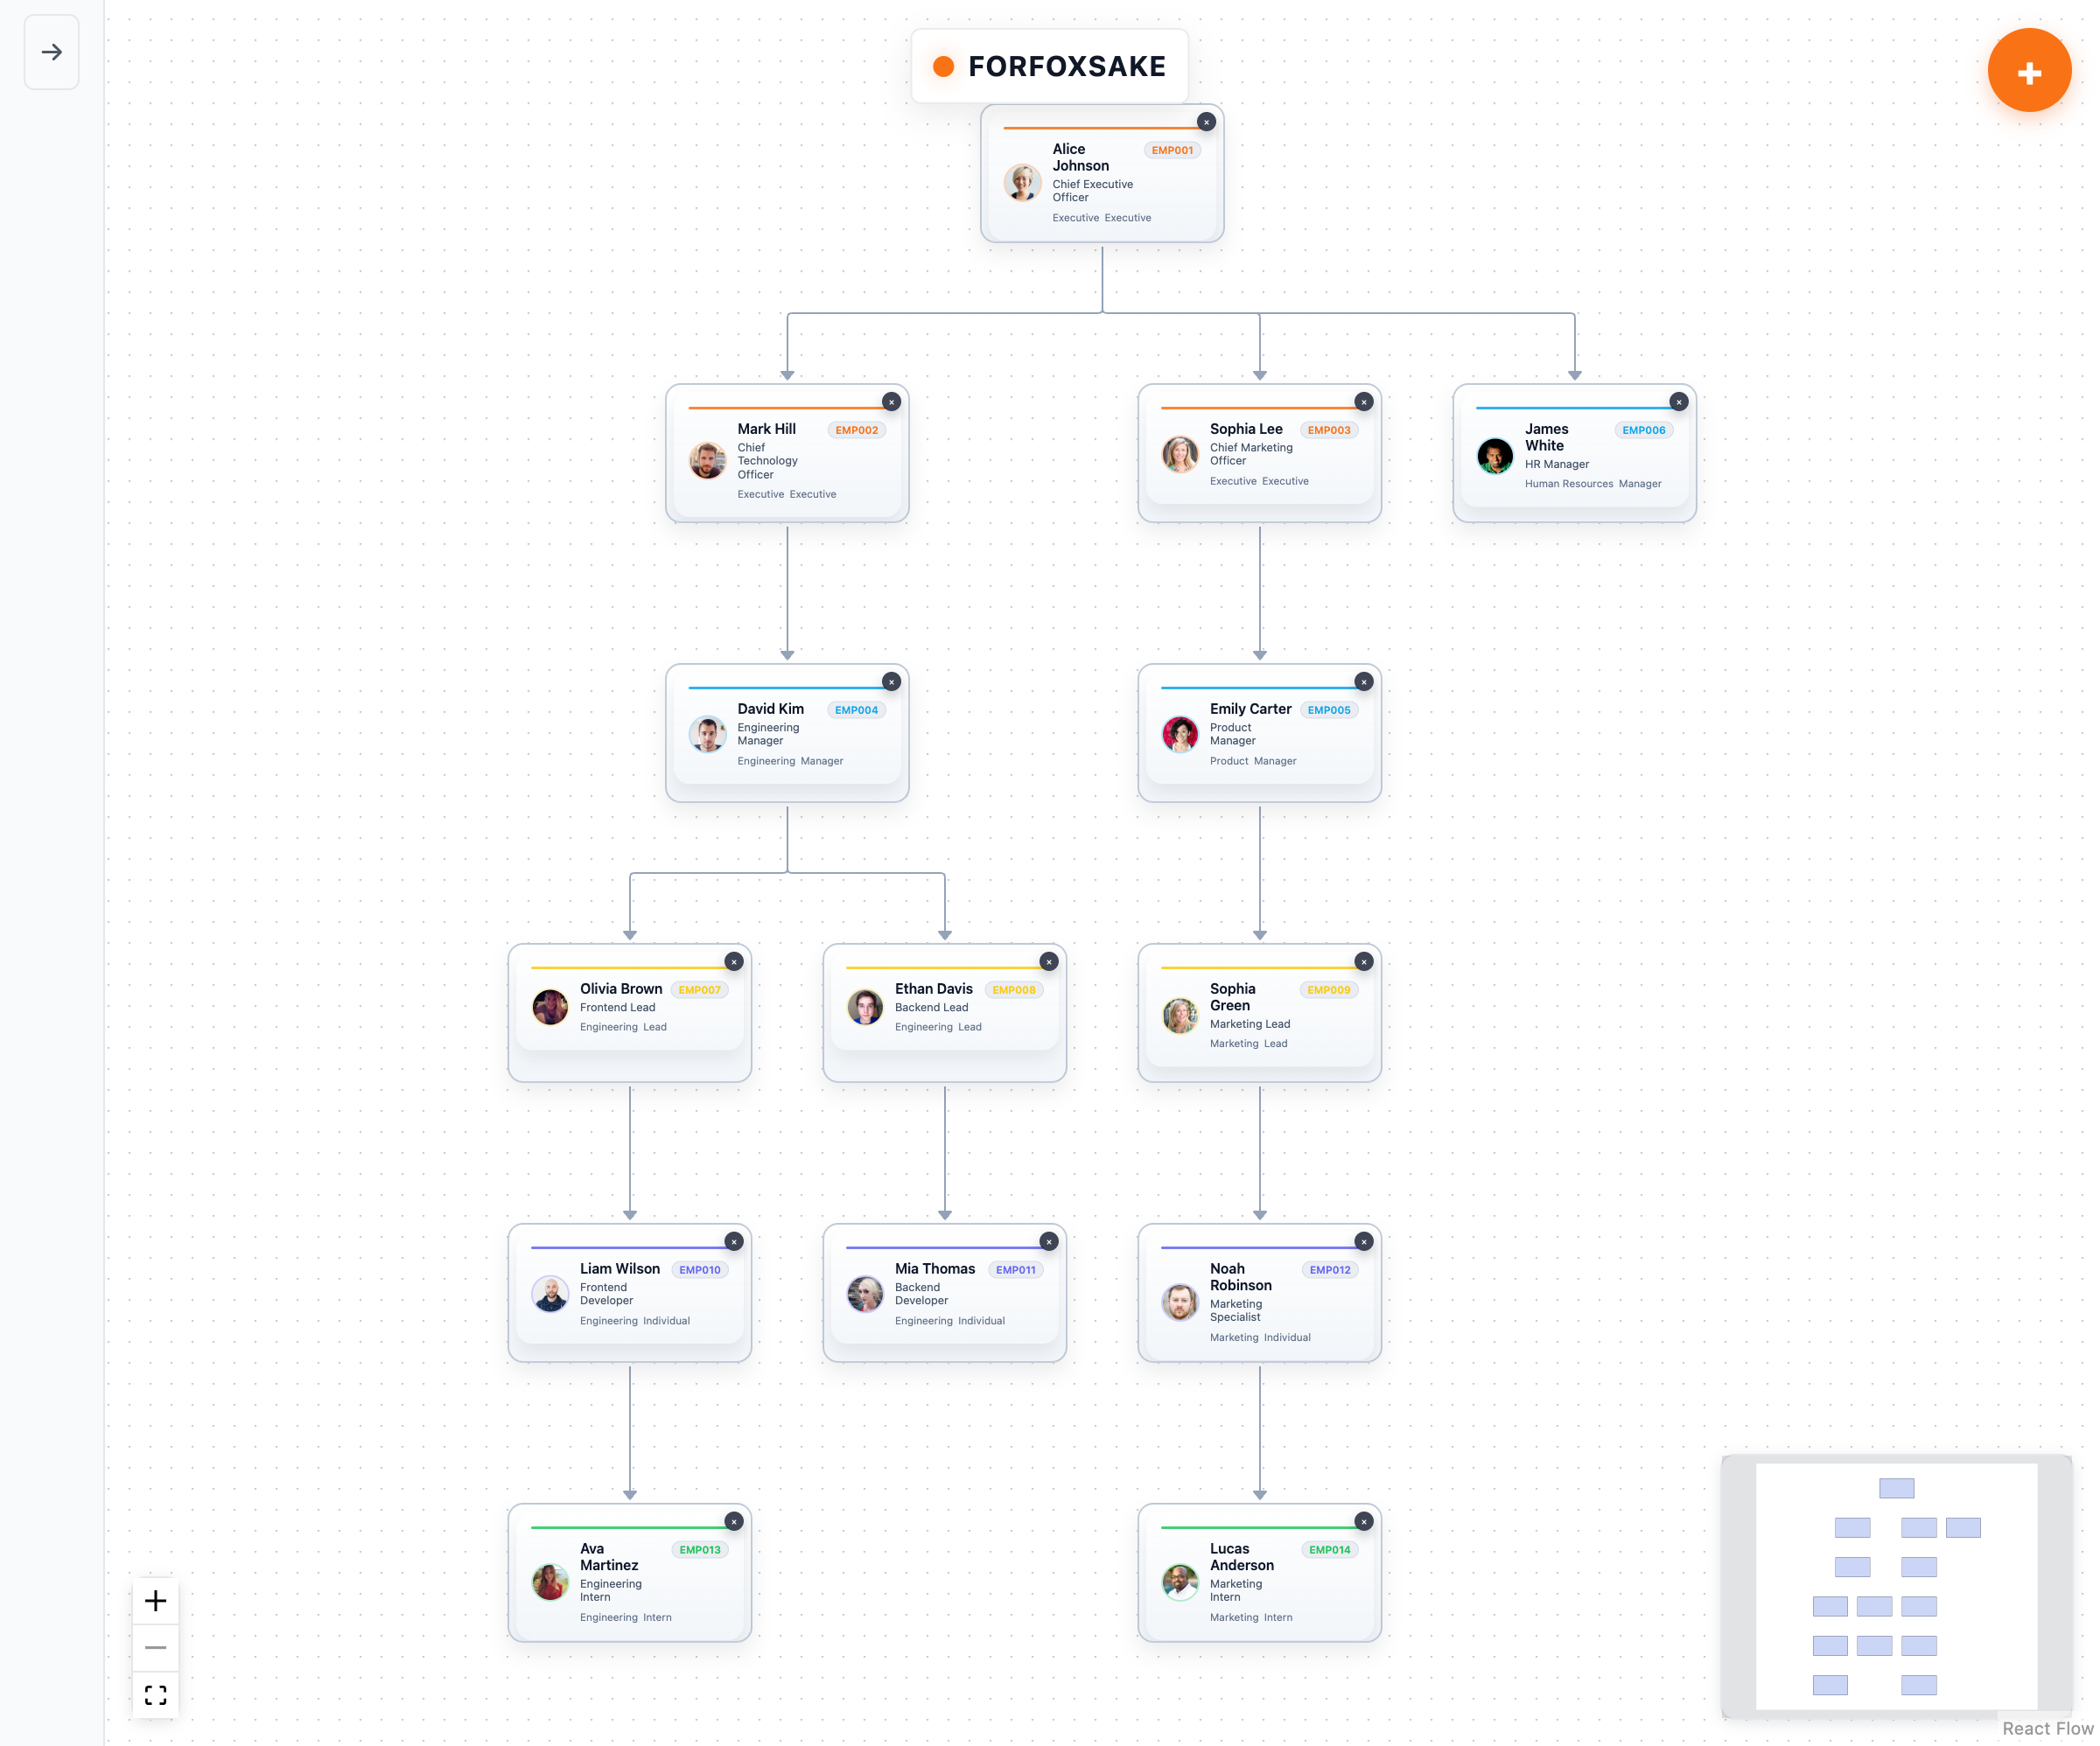 FORFOXSAKE
+
Alice
Johnson
EMP001
Chief Executive
Officer
Executive Executive
Mark Hill
EMP002
Chief
Technology
Officer
Executive Executive
Sophia Lee
EMP003
Chief Marketing
Officer
Executive Executive
James
White
EMP006
HR Manager
Human Resources Manager
David Kim
EMP004
Engineering
Manager
Engineering Manager
Emily Carter
EMP005
Product
Manager
Product Manager
Olivia Brown
EMP007
Frontend Lead
Engineering Lead
Ethan Davis
EMP008
Backend Lead
Engineering Lead
Sophia
Green
EMP009
Marketing Lead
Marketing Lead
Liam Wilson
EMP010
Frontend
Developer
Engineering Individual
Mia Thomas
EMP011
Backend
Developer
Engineering Individual
Noah
Robinson
EMP012
Marketing
Specialist
Marketing Individual
Ava
Martinez
EMP013
Engineering
Intern
Engineering Intern
Lucas
Anderson
EMP014
Marketing
Intern
Marketing Intern
React Flow